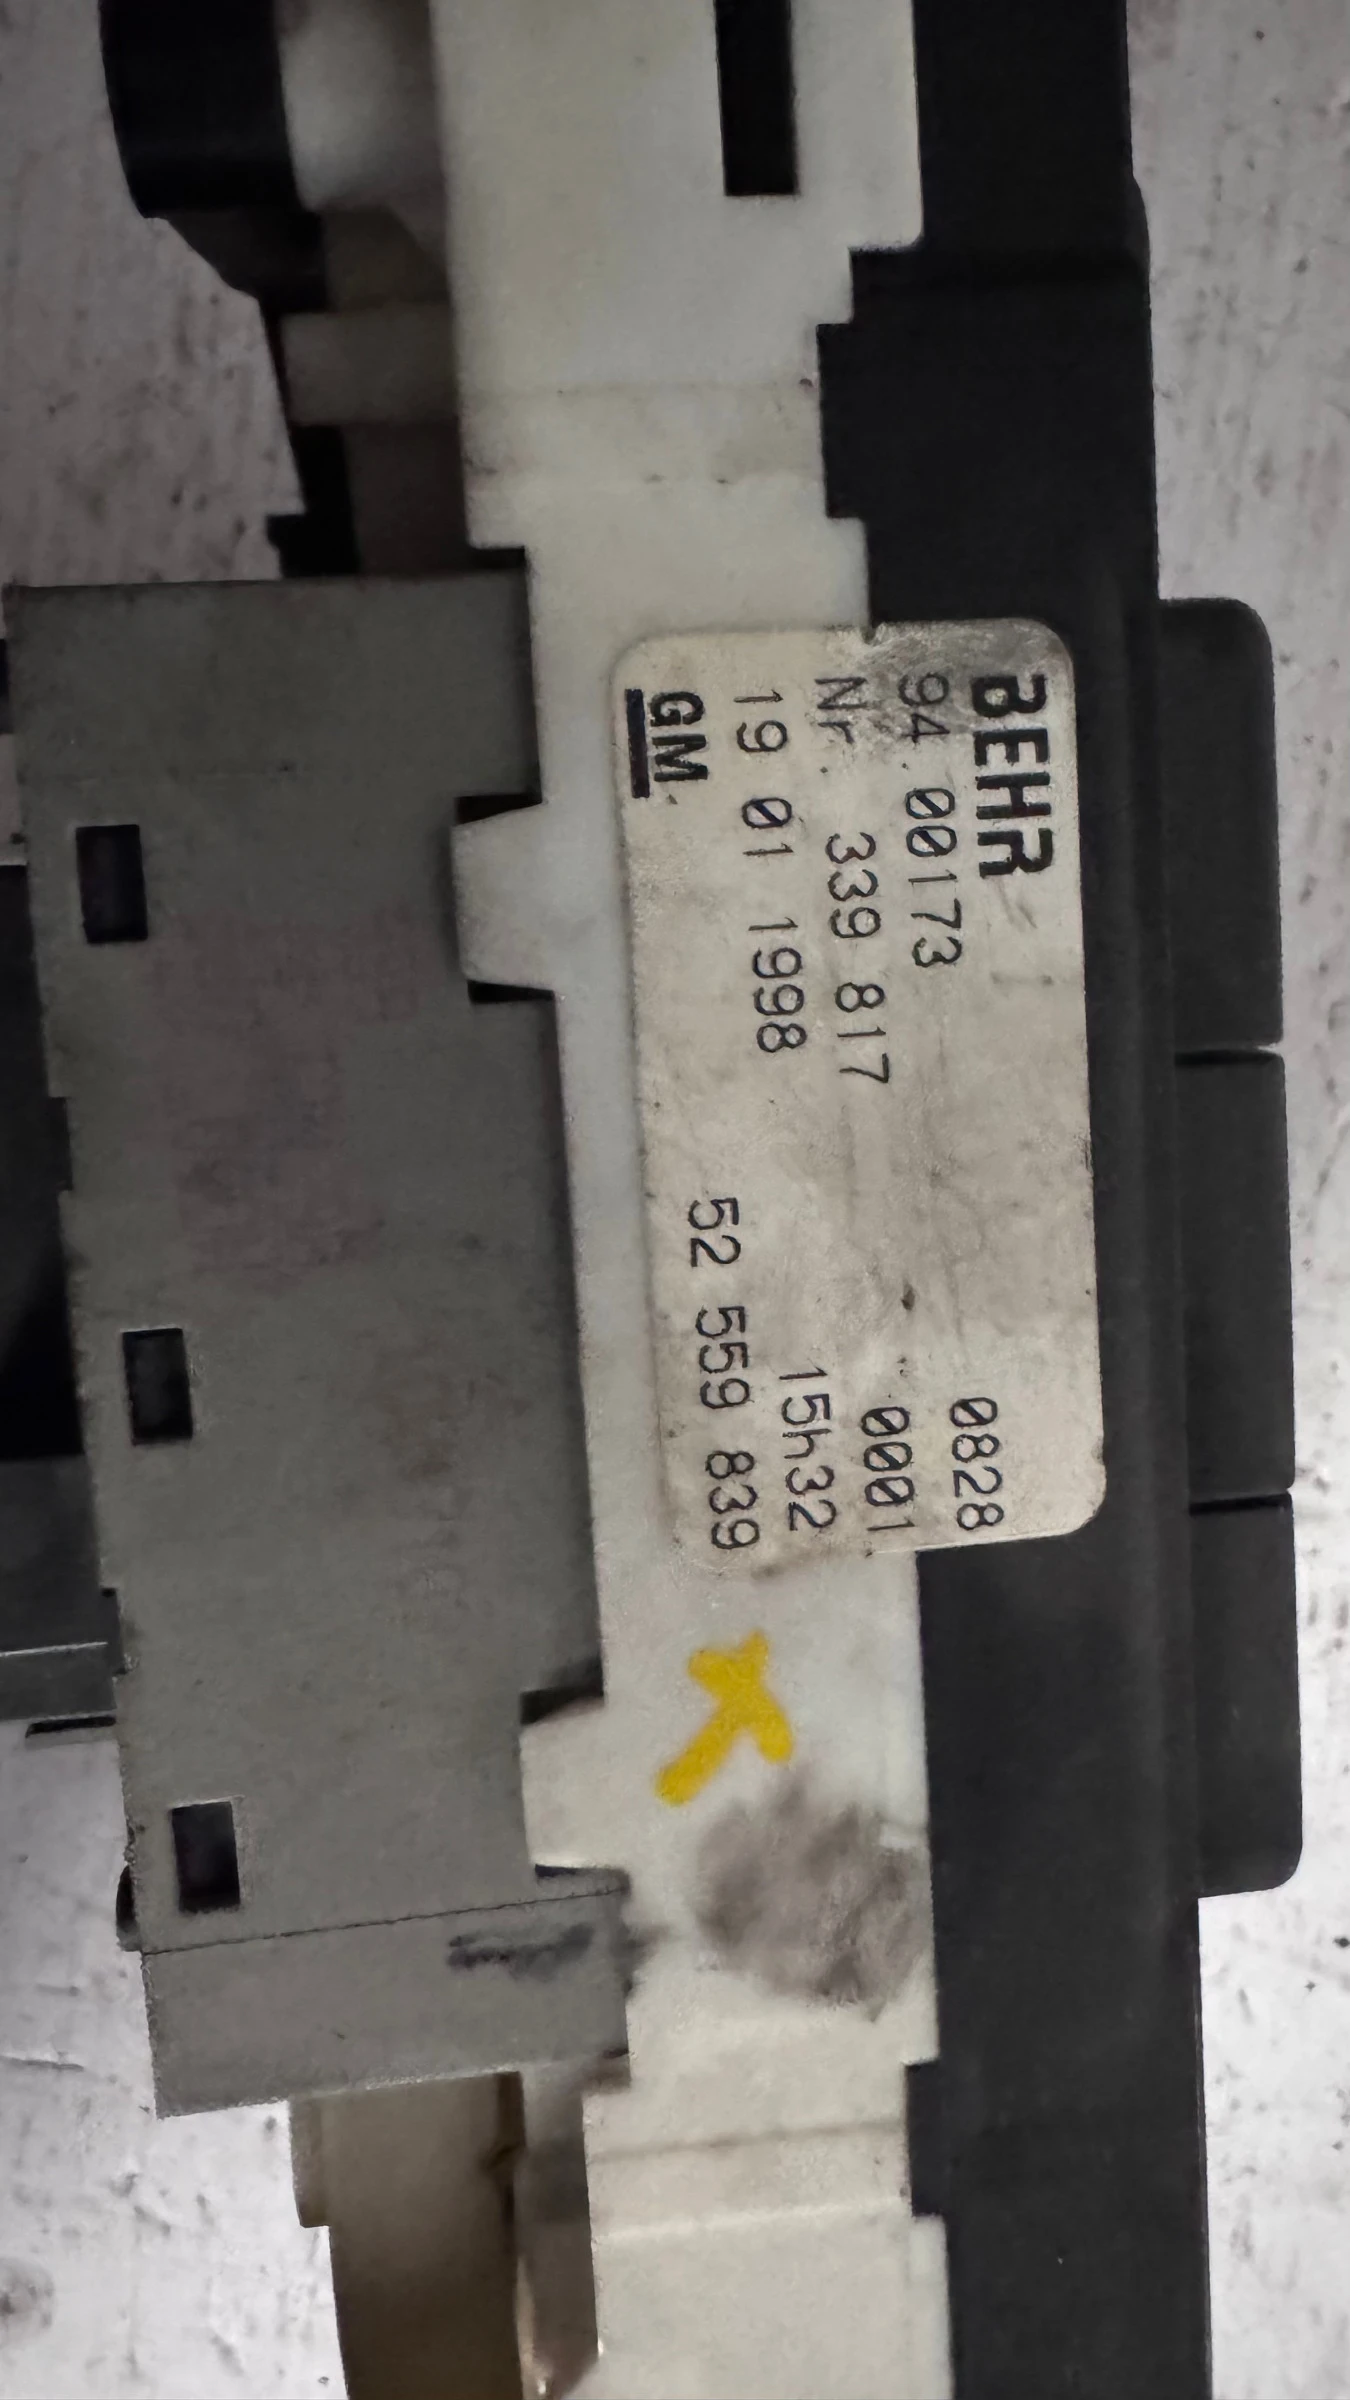 BEHR
94 00173 0828
Nr. 339 817 0001
19 01 1998 15h32
GM 52 559 839